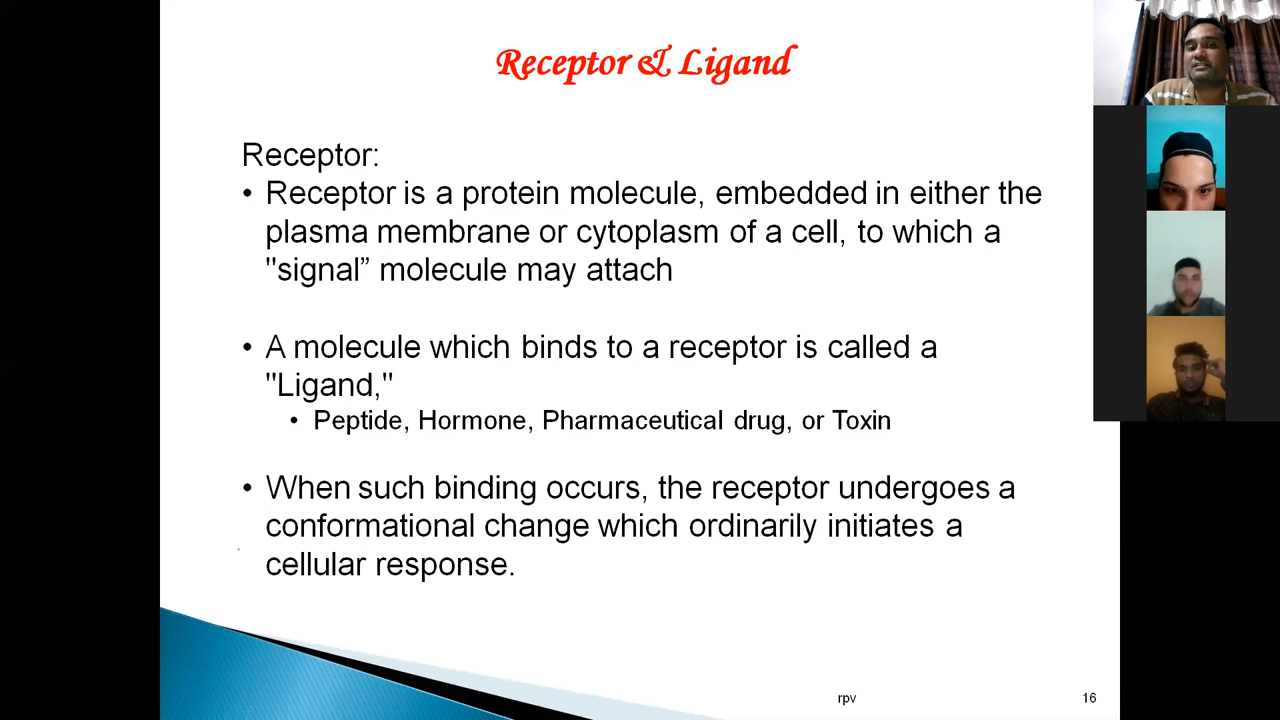 Receptor & Ligand
Receptor:
• Receptor is a protein molecule, embedded in either the
plasma membrane or cytoplasm of a cell, to which a
"signal” molecule may attach
• A molecule which binds to a receptor is called a
"Ligand,"
• Peptide, Hormone, Pharmaceutical drug, or Toxin
• When such binding occurs, the receptor undergoes a
conformational change which ordinarily initiates a
cellular response.
rpv
16